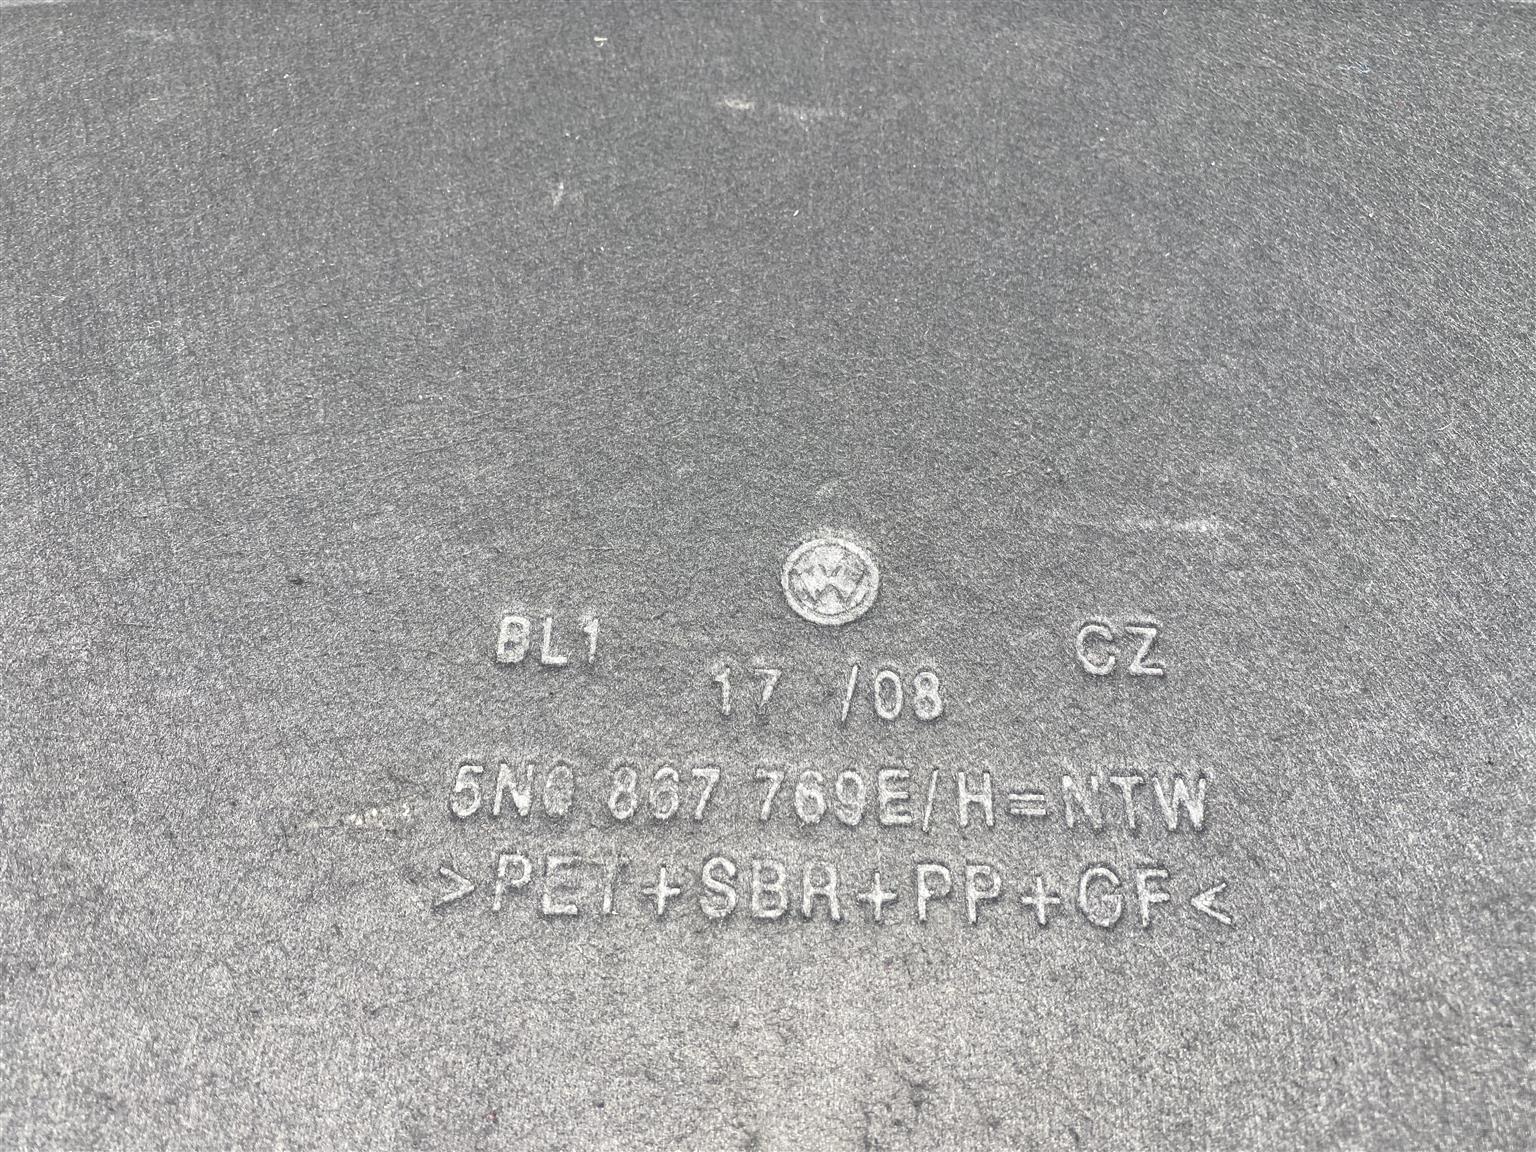 BL1
CZ
17 /08
5N0 867 769E/H=NTW
>PET+SBR+PP+GF<